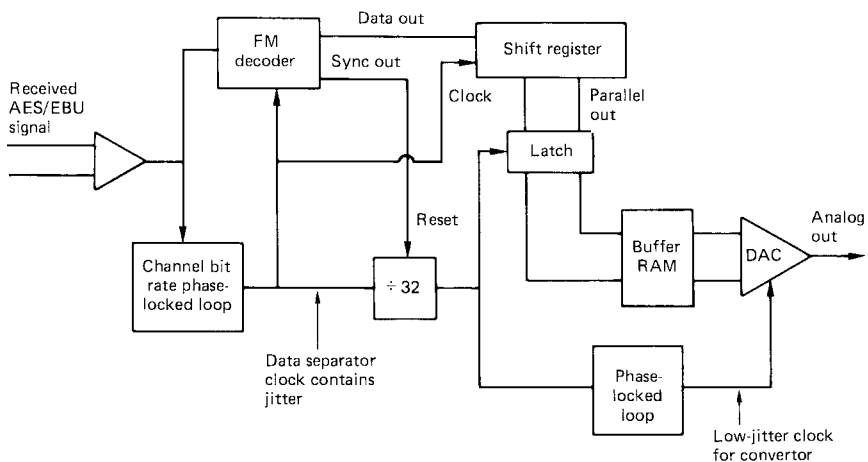 Data out
FM
decoder
Shift register
Sync out
Received
AES/EBU
signal
Clock
Parallel
out
Latch
Reset
Analog
out
Buffer
RAM
DAC
Channel bit
rate phase-
locked loop
÷ 32
Data separator
clock contains
jitter
Phase-
locked
loop
Low-jitter clock
for convertor